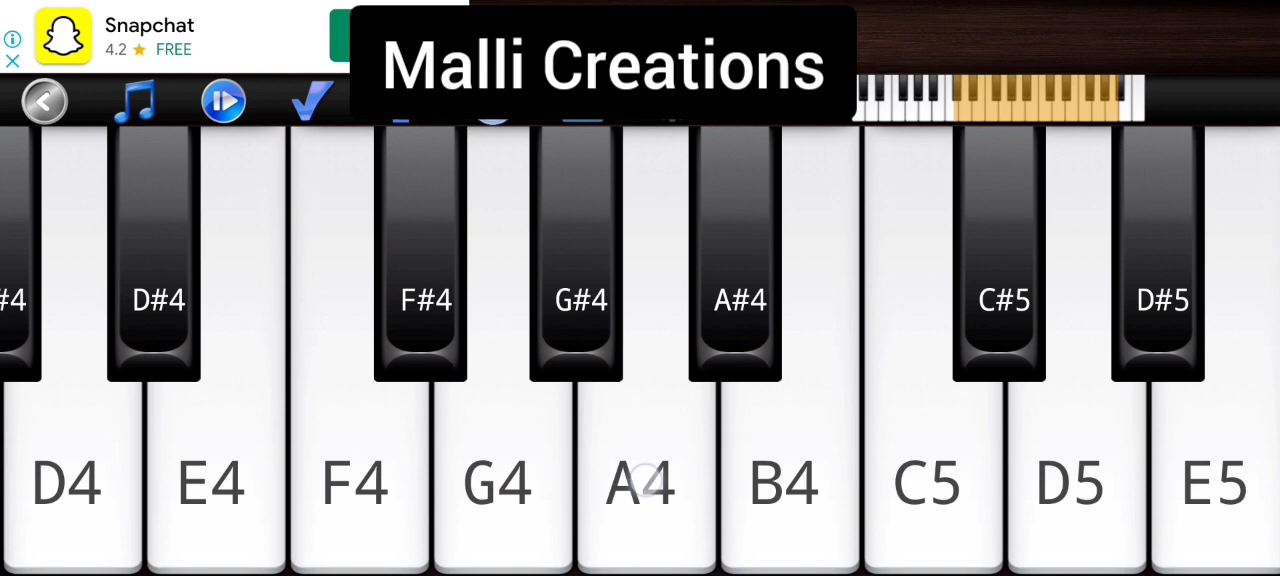 Snapchat
4.2 ★ FREE
Malli Creations
#4 D#4 F#4 G#4 A#4 C#5 D#5
D4 E4 F4 G4 A4 B4 C5 D5 E5